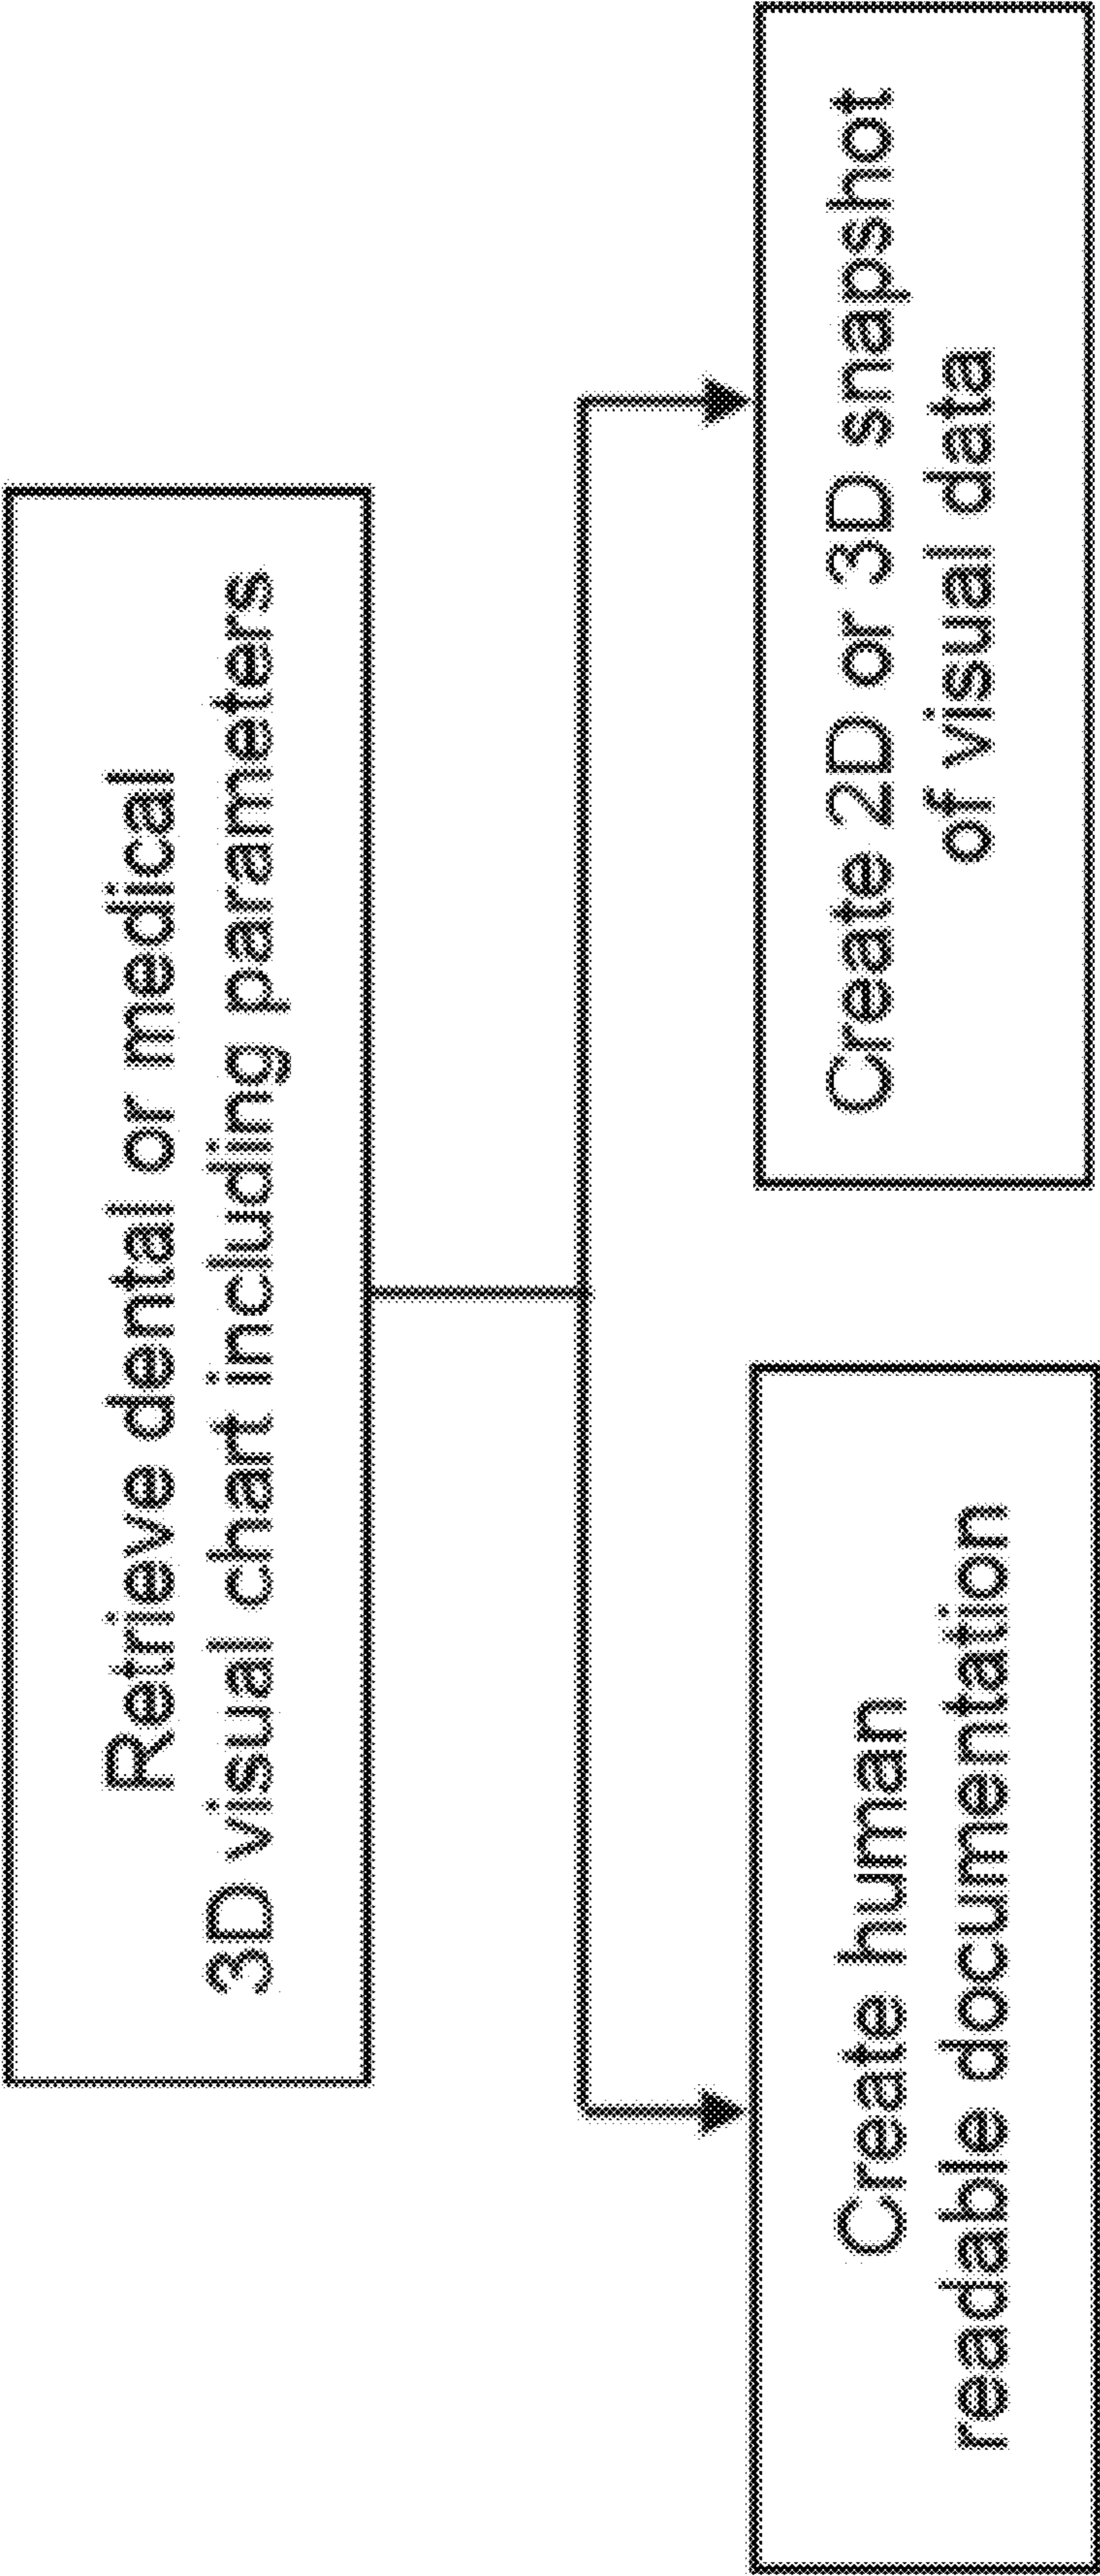 Retrieve dental or medical
3D visual chart including parameters
Create human
readable documentation
Create 2D or 3D snapshot
of visual data